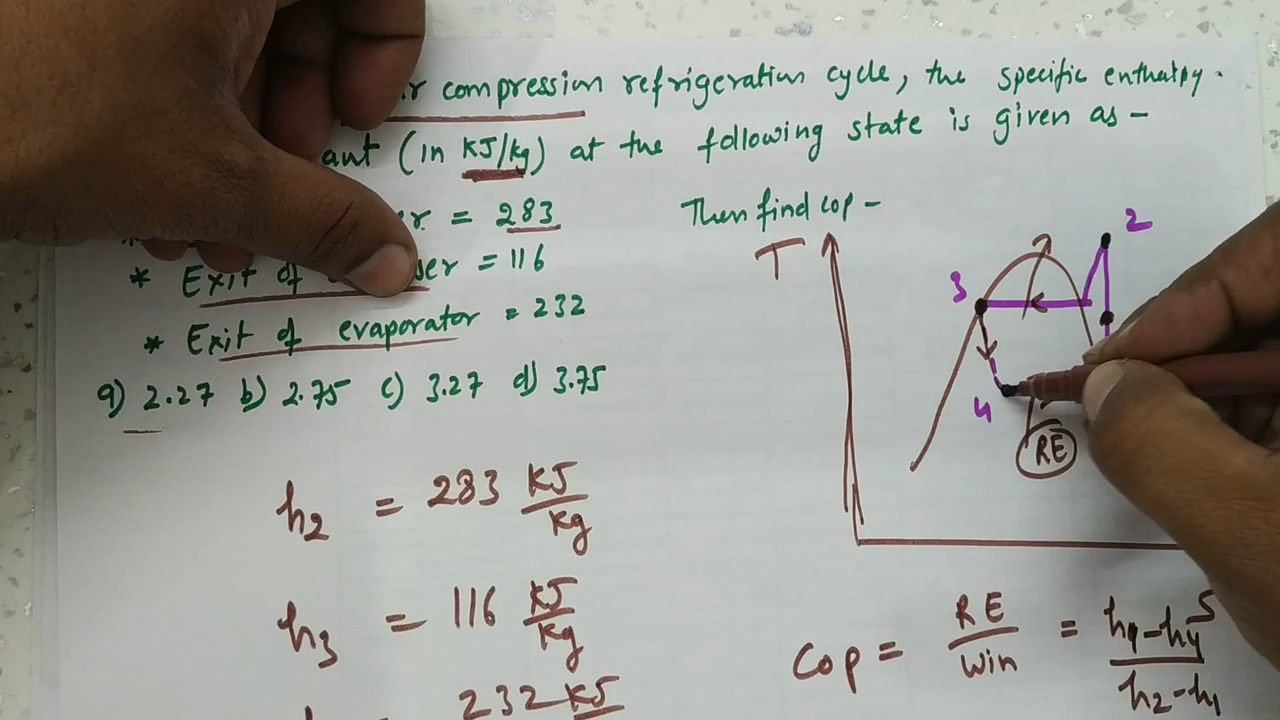 compression refrigeration cycle, the specific enthalpy.
(in KJ/kg) at the following state is given as -
= 283
Then find cop -
* Exit of = 116
* Exit of evaporator = 232
a) 2.27 b) 2.75 c) 3.27 d) 3.75
T
2
3
4
RE
h2 = 283 KJ/kg
h3 = 116 KJ/kg
232 KJ
S
Cop = RE/Win = h1-h4/h2-h1